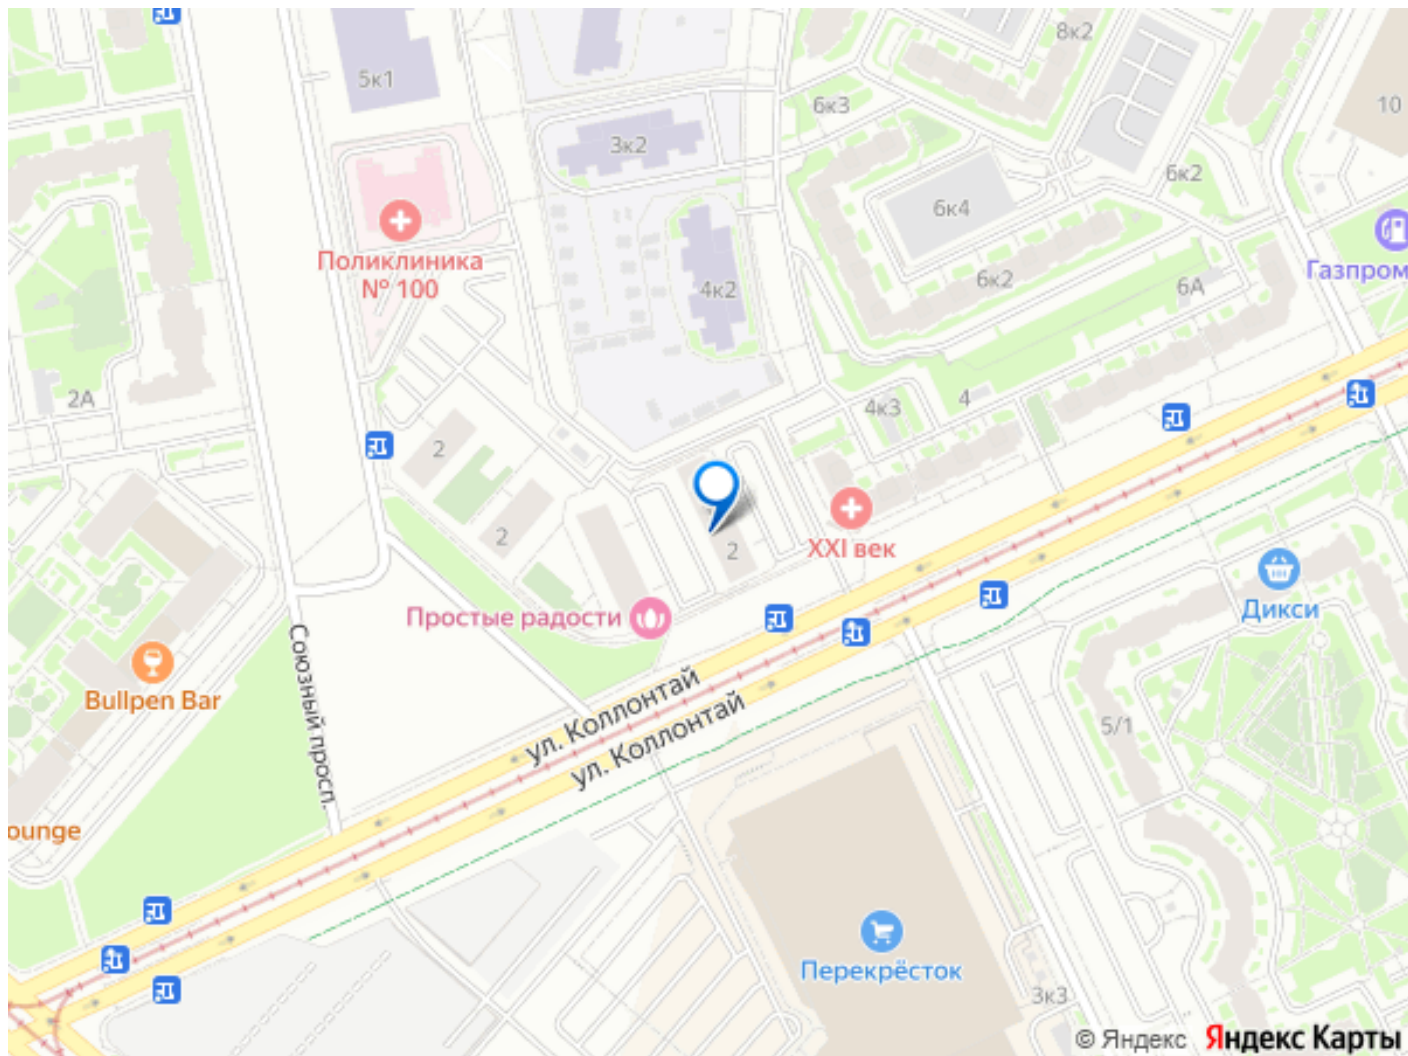 8к2
5к1
6к3
10
3к2
6к2
6к4
Поликлиника
№ 100
Газпром
4к2
6к2
6А
2А
4к3
4
2
2
2
XXI век
Простые радости
Дикси
Союзный просп.
Bullpen Bar
ул. Коллонтай
ул. Коллонтай
5/1
ounge
Перекрёсток
3к3
© Яндекс Яндекс Карты